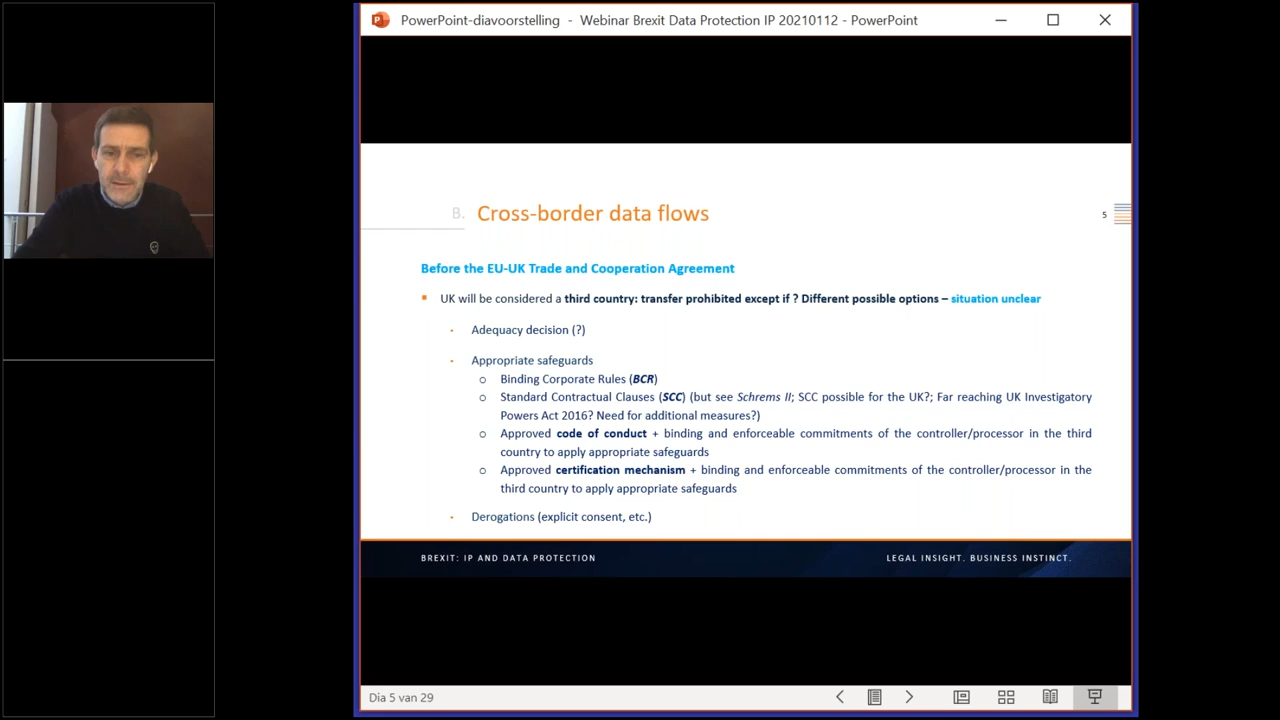 PowerPoint-diavoorstelling - Webinar Brexit Data Protection IP 20210112 - PowerPoint
B. Cross-border data flows
5
Before the EU-UK Trade and Cooperation Agreement
UK will be considered a third country: transfer prohibited except if ? Different possible options – situation unclear
- Adequacy decision (?)
- Appropriate safeguards
o Binding Corporate Rules (BCR)
o Standard Contractual Clauses (SCC) (but see Schrems II; SCC possible for the UK?; Far reaching UK Investigatory
Powers Act 2016? Need for additional measures?)
o Approved code of conduct + binding and enforceable commitments of the controller/processor in the third
country to apply appropriate safeguards
o Approved certification mechanism + binding and enforceable commitments of the controller/processor in the
third country to apply appropriate safeguards
- Derogations (explicit consent, etc.)
BREXIT: IP AND DATA PROTECTION
LEGAL INSIGHT. BUSINESS INSTINCT.
Dia 5 van 29